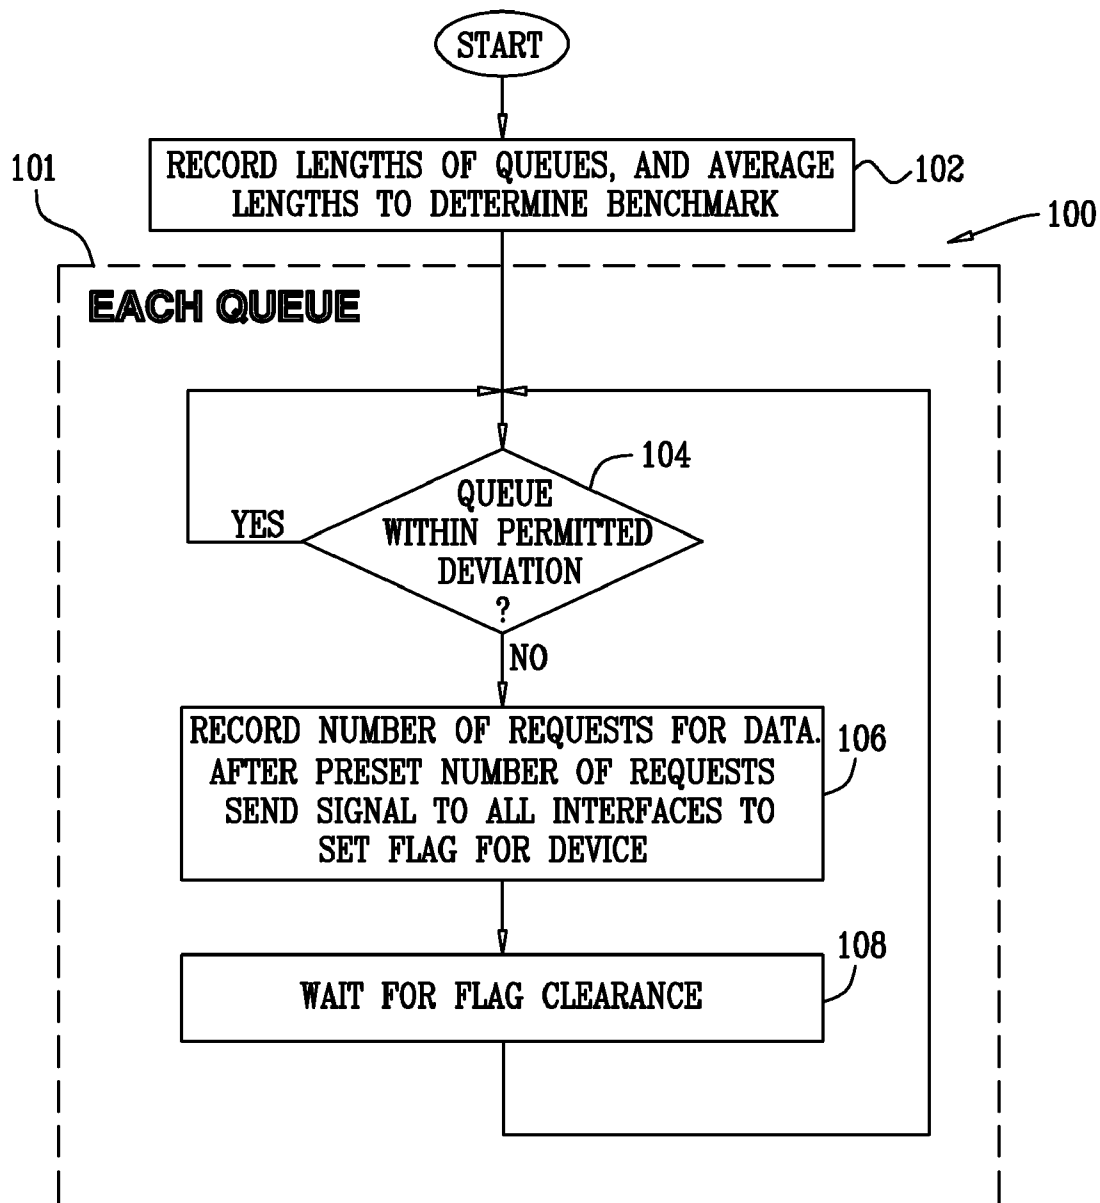 START
RECORD LENGTHS OF QUEUES, AND AVERAGE
LENGTHS TO DETERMINE BENCHMARK
102
101
100
EACH QUEUE
104
QUEUE
WITHIN PERMITTED
DEVIATION
?
YES
NO
RECORD NUMBER OF REQUESTS FOR DATA.
AFTER PRESET NUMBER OF REQUESTS
SEND SIGNAL TO ALL INTERFACES TO
SET FLAG FOR DEVICE
106
WAIT FOR FLAG CLEARANCE
108